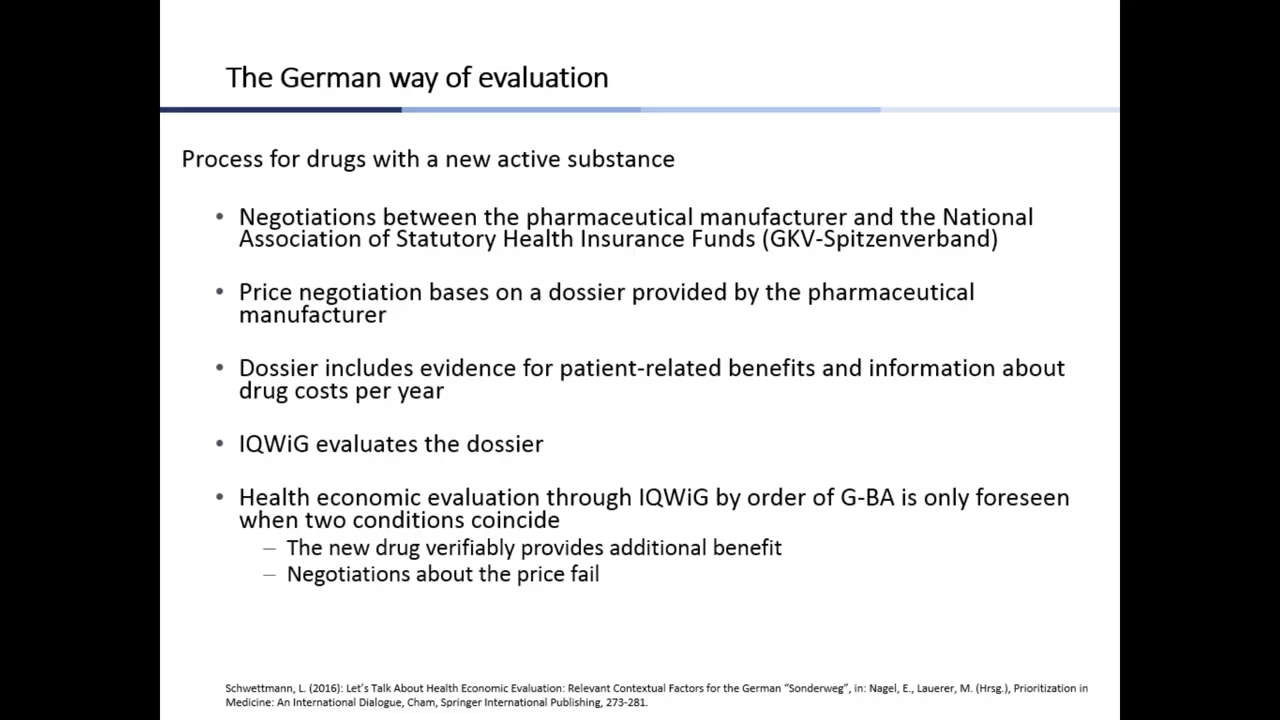 The German way of evaluation
Process for drugs with a new active substance
• Negotiations between the pharmaceutical manufacturer and the National
Association of Statutory Health Insurance Funds (GKV-Spitzenverband)
• Price negotiation bases on a dossier provided by the pharmaceutical
manufacturer
• Dossier includes evidence for patient-related benefits and information about
drug costs per year
• IQWiG evaluates the dossier
• Health economic evaluation through IQWiG by order of G-BA is only foreseen
when two conditions coincide
– The new drug verifiably provides additional benefit
– Negotiations about the price fail
Schwettmann, L. (2016): Let’s Talk About Health Economic Evaluation: Relevant Contextual Factors for the German “Sonderweg”, in: Nagel, E., Lauerer, M. (Hrsg.), Prioritization in
Medicine: An International Dialogue, Cham, Springer International Publishing, 273-281.